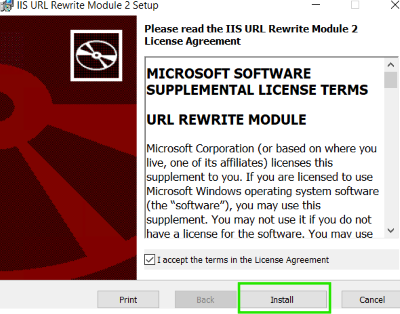 IIS URL Rewrite Module 2 Setup
Please read the IIS URL Rewrite Module 2
License Agreement
MICROSOFT SOFTWARE
SUPPLEMENTAL LICENSE TERMS
URL REWRITE MODULE
Microsoft Corporation (or based on where you
live, one of its affiliates) licenses this
supplement to you. If you are licensed to use
Microsoft Windows operating system software
(the “software”), you may use this
supplement. You may not use it if you do not
have a license for the software. You may use
I accept the terms in the License Agreement
Print
Back
Install
Cancel